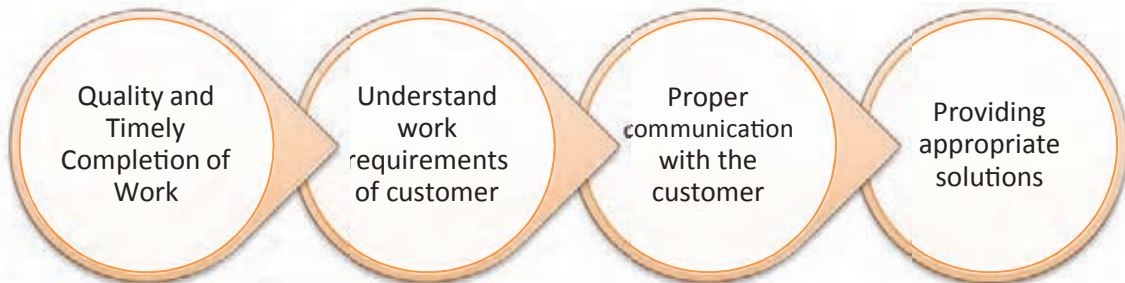 Quality and
Timely
Completion of
Work
Understand
work
requirements
of customer
Proper
communication
with the
customer
Providing
appropriate
solutions